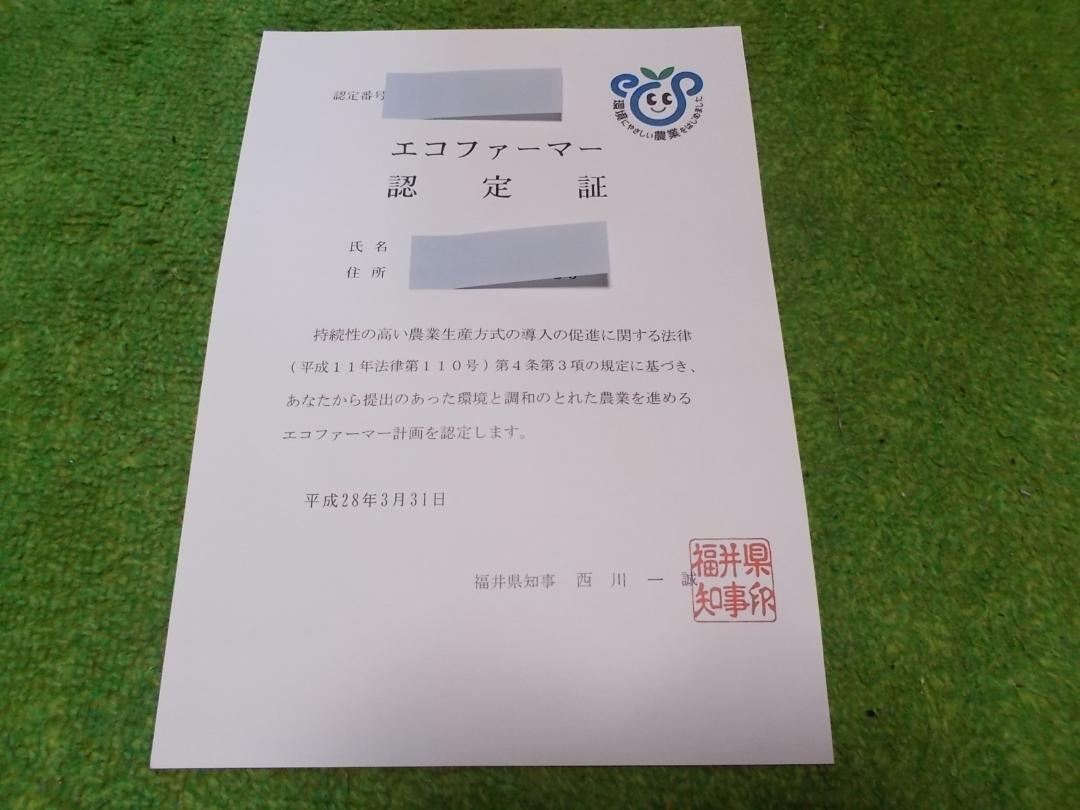 認定番号
eco
環境にやさしい農業をはじめました
エコファーマー
認定証
氏名
住所
持続性の高い農業生産方式の導入の促進に関する法律
（平成１１年法律第１１０号）第４条第３項の規定に基づき、
あなたから提出のあった環境と調和のとれた農業を進める
エコファーマー計画を認定します。
平成28年3月31日
福井県知事 西川一誠
福井県
知事印